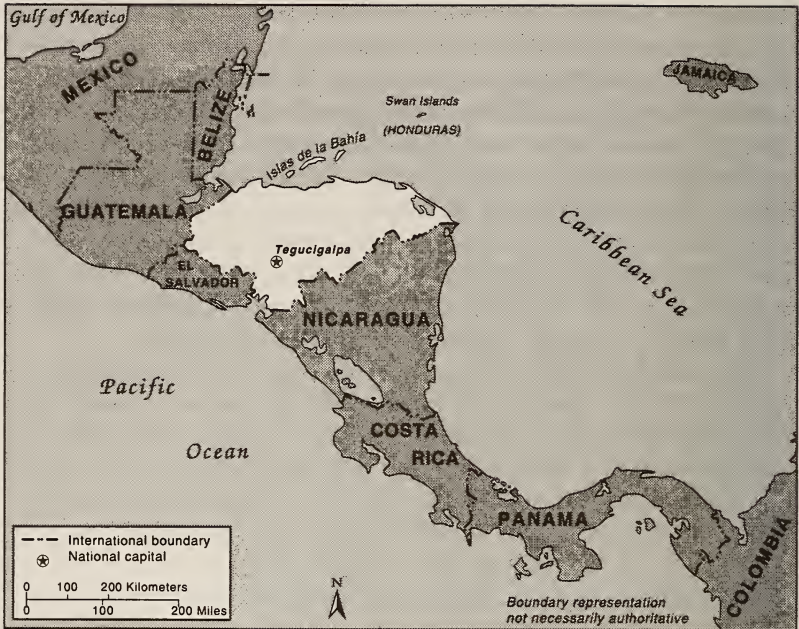 Gulf of Mexico
MEXICO
BELIZE
JAMAICA
Swan Islands
(HONDURAS)
Islas de la Bahía
GUATEMALA
Caribbean Sea
Tegucigalpa
EL
SALVADOR
NICARAGUA
Pacific
Ocean
COSTA
RICA
PANAMA
COLOMBIA
International boundary
National capital
0 100 200 Kilometers
0 100 200 Miles
N
Boundary representation
not necessarily authoritative